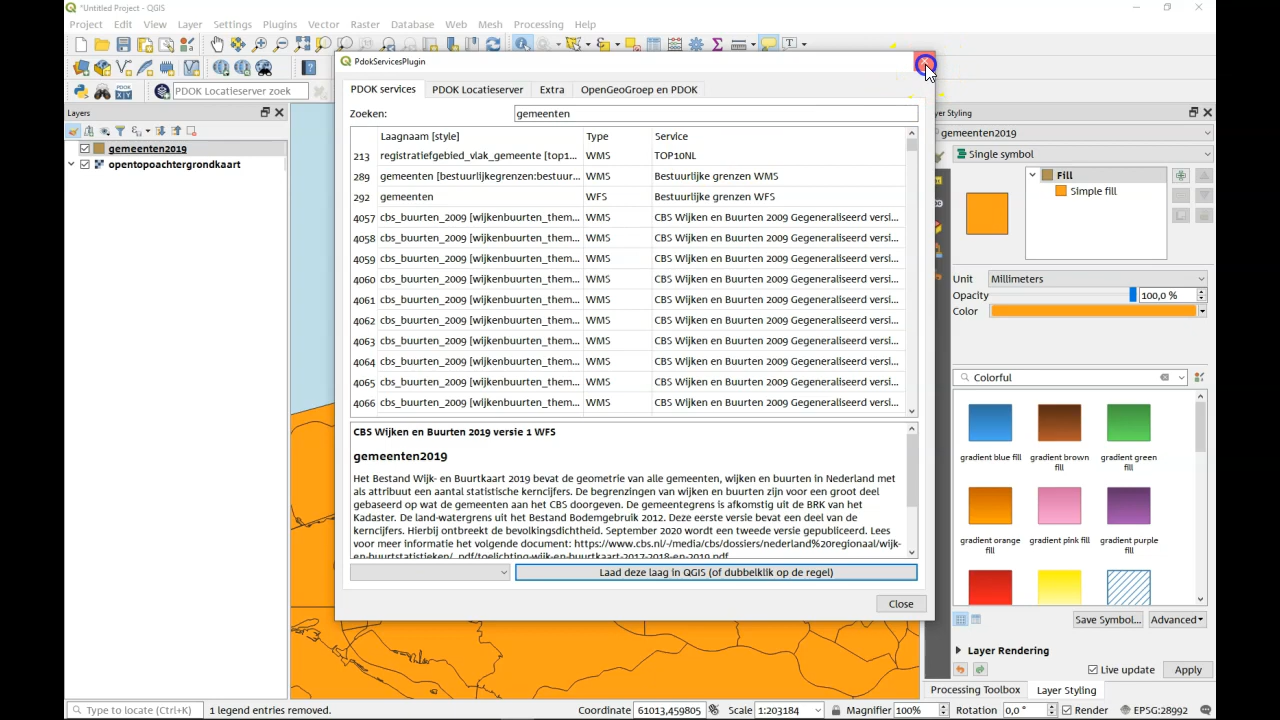 *Untitled Project - QGIS
Project Edit View Layer Settings Plugins Vector Raster Database Web Mesh Processing Help
PDOK Locatieserver zoek
Layers
gemeenten2019
opentopoachtergrondkaart
PdokServicesPlugin
PDOK services PDOK Locatieserver Extra OpenGeoGroep en PDOK
Zoeken: gemeenten
Laagnaam [style] Type Service
213 registratiefgebied_vlak_gemeente [top1... WMS TOP10NL
289 gemeenten [bestuurlijkegrenzen:bestuur... WMS Bestuurlijke grenzen WMS
292 gemeenten WFS Bestuurlijke grenzen WFS
4057 cbs_buurten_2009 [wijkenbuurten_them... WMS CBS Wijken en Buurten 2009 Gegeneraliseerd versi...
4058 cbs_buurten_2009 [wijkenbuurten_them... WMS CBS Wijken en Buurten 2009 Gegeneraliseerd versi...
4059 cbs_buurten_2009 [wijkenbuurten_them... WMS CBS Wijken en Buurten 2009 Gegeneraliseerd versi...
4060 cbs_buurten_2009 [wijkenbuurten_them... WMS CBS Wijken en Buurten 2009 Gegeneraliseerd versi...
4061 cbs_buurten_2009 [wijkenbuurten_them... WMS CBS Wijken en Buurten 2009 Gegeneraliseerd versi...
4062 cbs_buurten_2009 [wijkenbuurten_them... WMS CBS Wijken en Buurten 2009 Gegeneraliseerd versi...
4063 cbs_buurten_2009 [wijkenbuurten_them... WMS CBS Wijken en Buurten 2009 Gegeneraliseerd versi...
4064 cbs_buurten_2009 [wijkenbuurten_them... WMS CBS Wijken en Buurten 2009 Gegeneraliseerd versi...
4065 cbs_buurten_2009 [wijkenbuurten_them... WMS CBS Wijken en Buurten 2009 Gegeneraliseerd versi...
4066 cbs_buurten_2009 [wijkenbuurten_them... WMS CBS Wijken en Buurten 2009 Gegeneraliseerd versi...
CBS Wijken en Buurten 2019 versie 1 WFS
gemeenten2019
Het Bestand Wijk- en Buurtkaart 2019 bevat de geometrie van alle gemeenten, wijken en buurten in Nederland met
als attribuut een aantal statistische kerncijfers. De begrenzingen van wijken en buurten zijn voor een groot deel
gebaseerd op wat de gemeenten aan het CBS doorgeven. De gemeentegrens is afkomstig uit de BRK van het
Kadaster. De land-watergrens uit het Bestand Bodemgebruik 2012. Deze eerste versie bevat een deel van de
kerncijfers. Hierbij ontbreekt de bevolkingsdichtheid. September 2020 wordt een tweede versie gepubliceerd. Lees
voor meer informatie het volgende document: https://www.cbs.nl/-/media/cbs/dossiers/nederland%20regionaal/wijk-
en-buurtstatistieken/_pdf/toelichting-wijk-en-buurtkaart-2017-2018-en-2019.pdf
Laad deze laag in QGIS (of dubbelklik op de regel)
Close
er Styling
gemeenten2019
Single symbol
Fill
Simple fill
Unit Millimeters
Opacity 100,0 %
Color
Colorful
gradient blue fill gradient brown fill gradient green fill
gradient orange fill gradient pink fill gradient purple fill
Save Symbol... Advanced
Layer Rendering
Live update Apply
Processing Toolbox Layer Styling
Type to locate (Ctrl+K) 1 legend entries removed. Coordinate 61013,459805 Scale 1:203184 Magnifier 100% Rotation 0,0 ° Render EPSG:28992